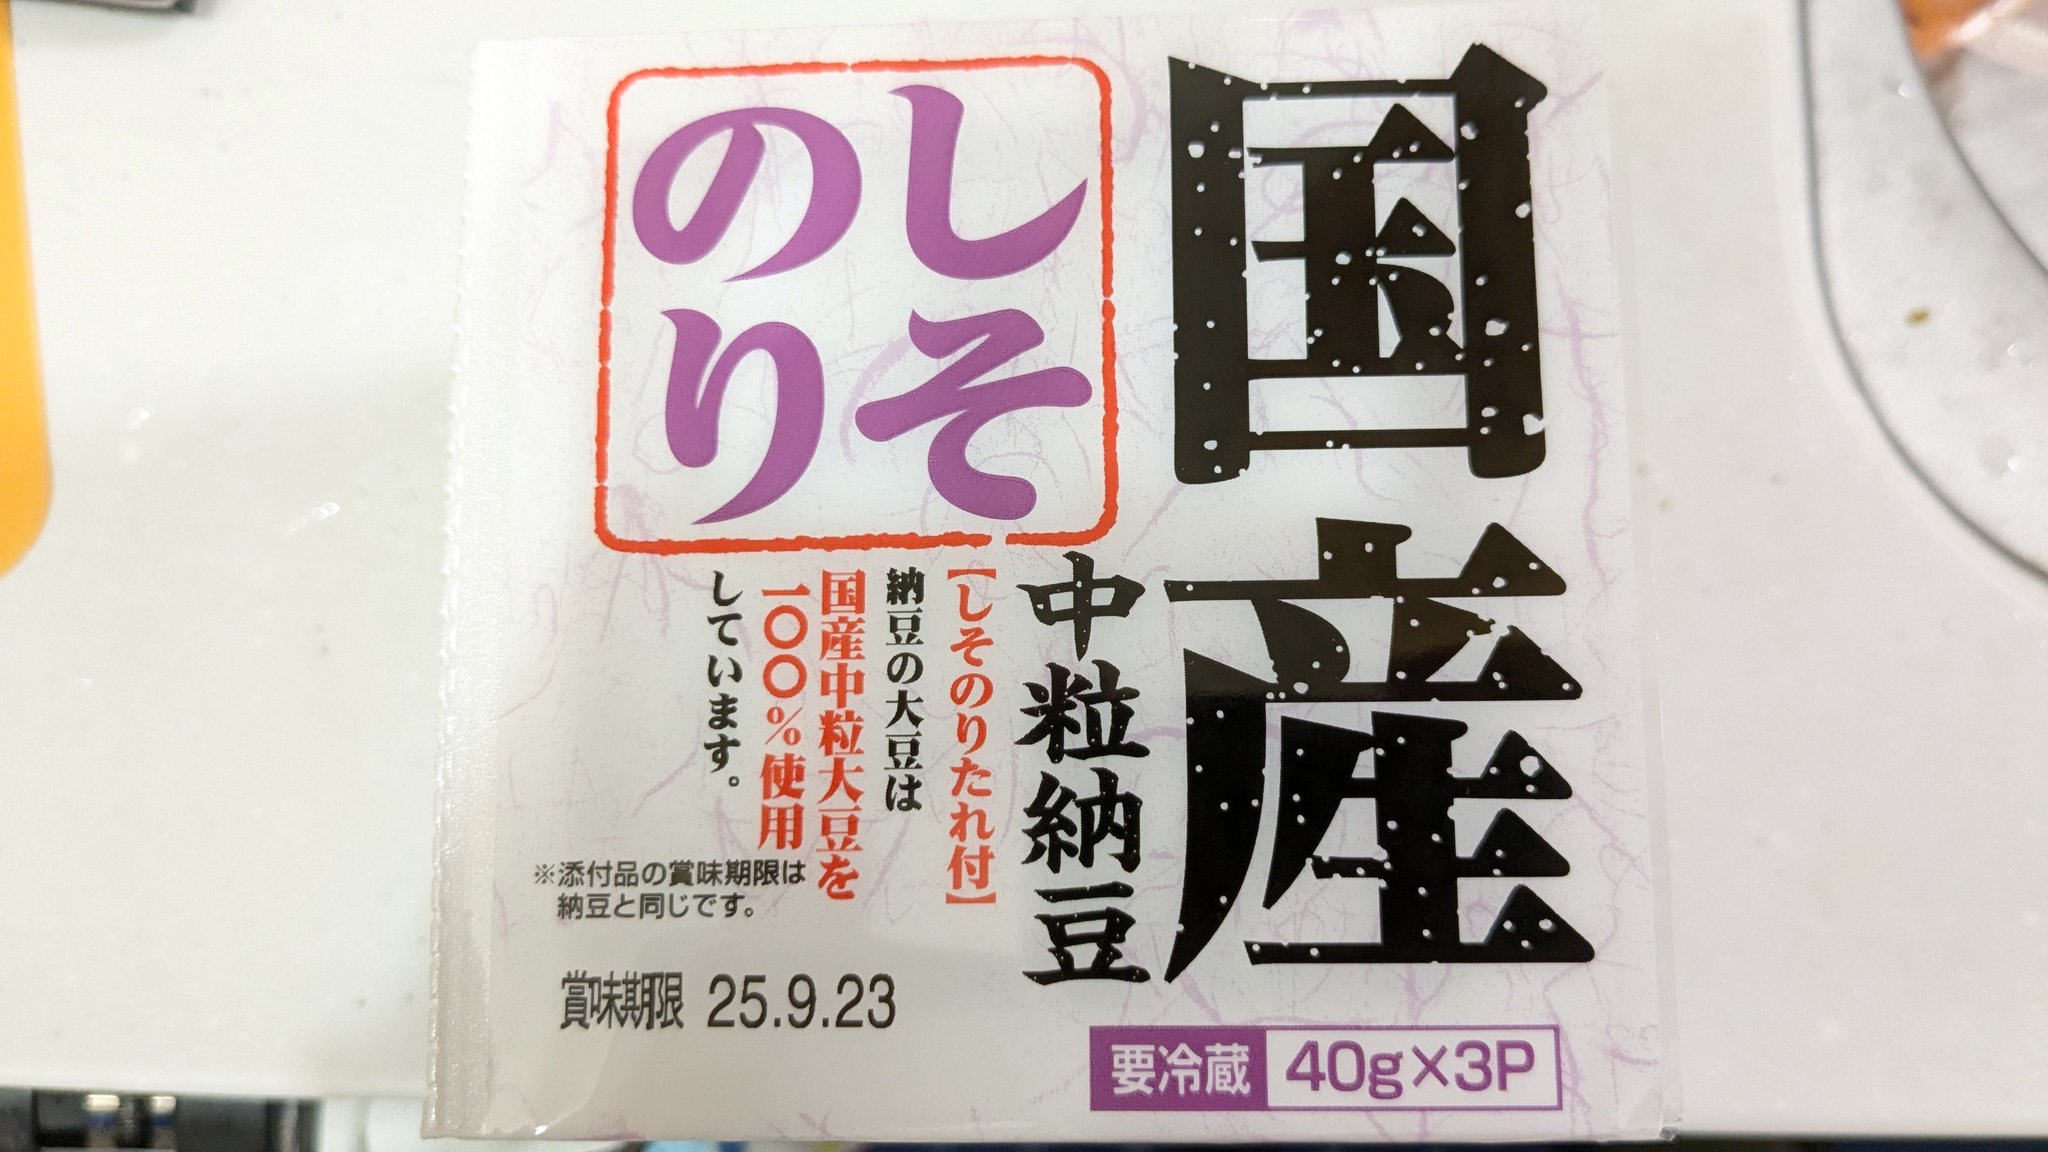 国産
しそ
のり
中粒納豆
【しそのりたれ付】
納豆の大豆は
国産中粒大豆を
一〇〇%使用
しています。
※添付品の賞味期限は
納豆と同じです。
賞味期限 25.9.23
要冷蔵 40g×3P